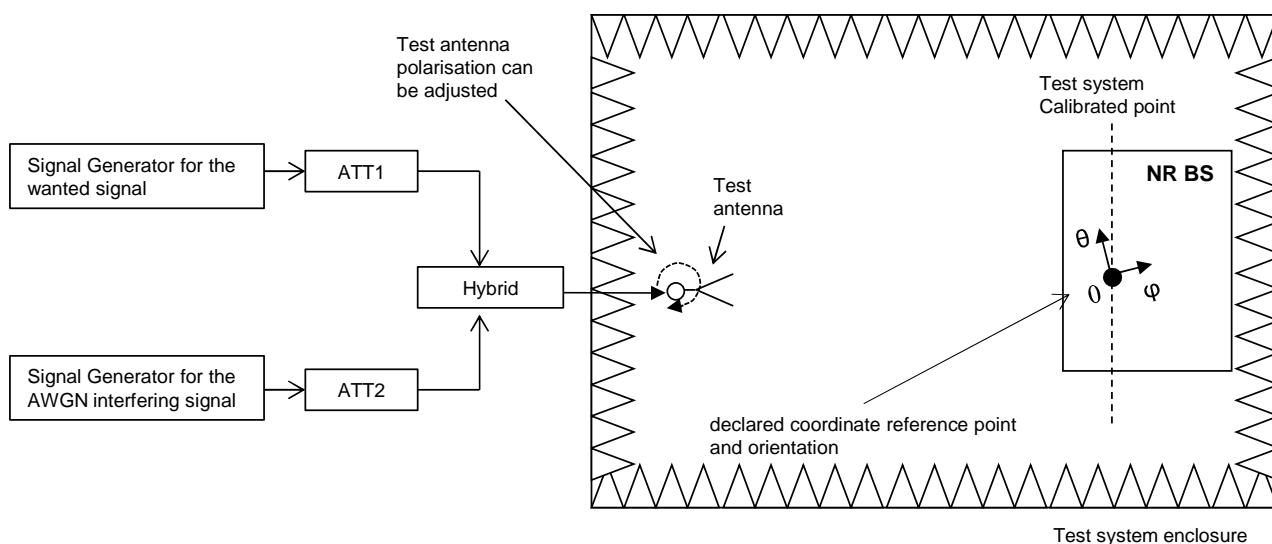 Test antenna
polarisation can
be adjusted
Test system
Calibrated point
Signal Generator for the
wanted signal
ATT1
NR BS
Test
antenna
θ
Hybrid
0
φ
Signal Generator for the
AWGN interfering signal
ATT2
declared coordinate reference point
and orientation
Test system enclosure